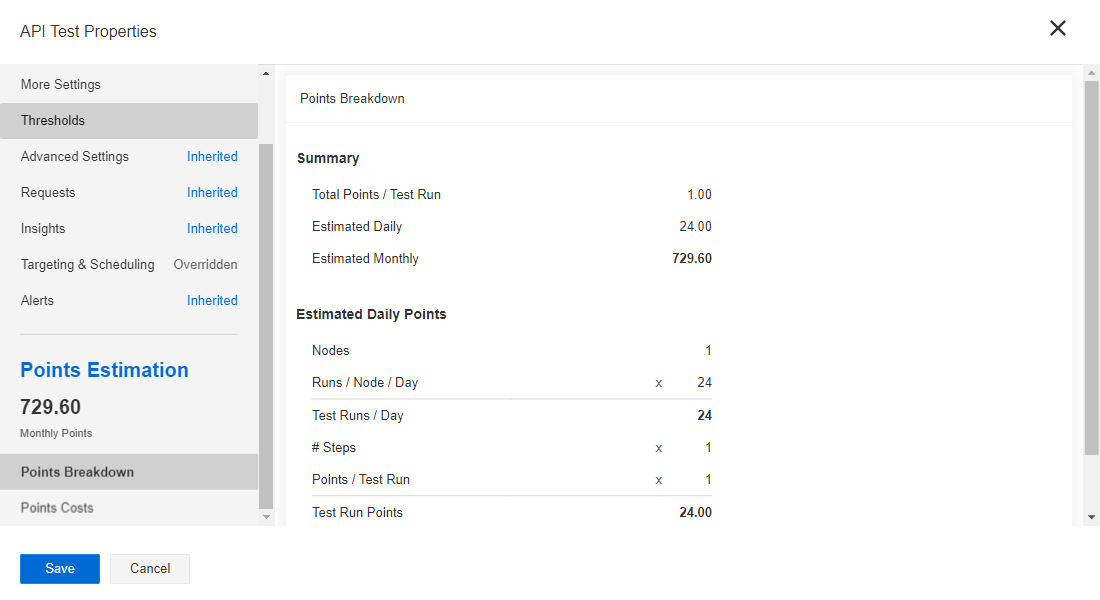 API Test Properties
More Settings
Thresholds
Advanced Settings Inherited
Requests Inherited
Insights Inherited
Targeting & Scheduling Overridden
Alerts Inherited
Points Estimation
729.60
Monthly Points
Points Breakdown
Points Costs
Points Breakdown
Summary
Total Points / Test Run 1.00
Estimated Daily 24.00
Estimated Monthly 729.60
Estimated Daily Points
Nodes 1
Runs / Node / Day x 24
Test Runs / Day 24
# Steps x 1
Points / Test Run x 1
Test Run Points 24.00
Save Cancel